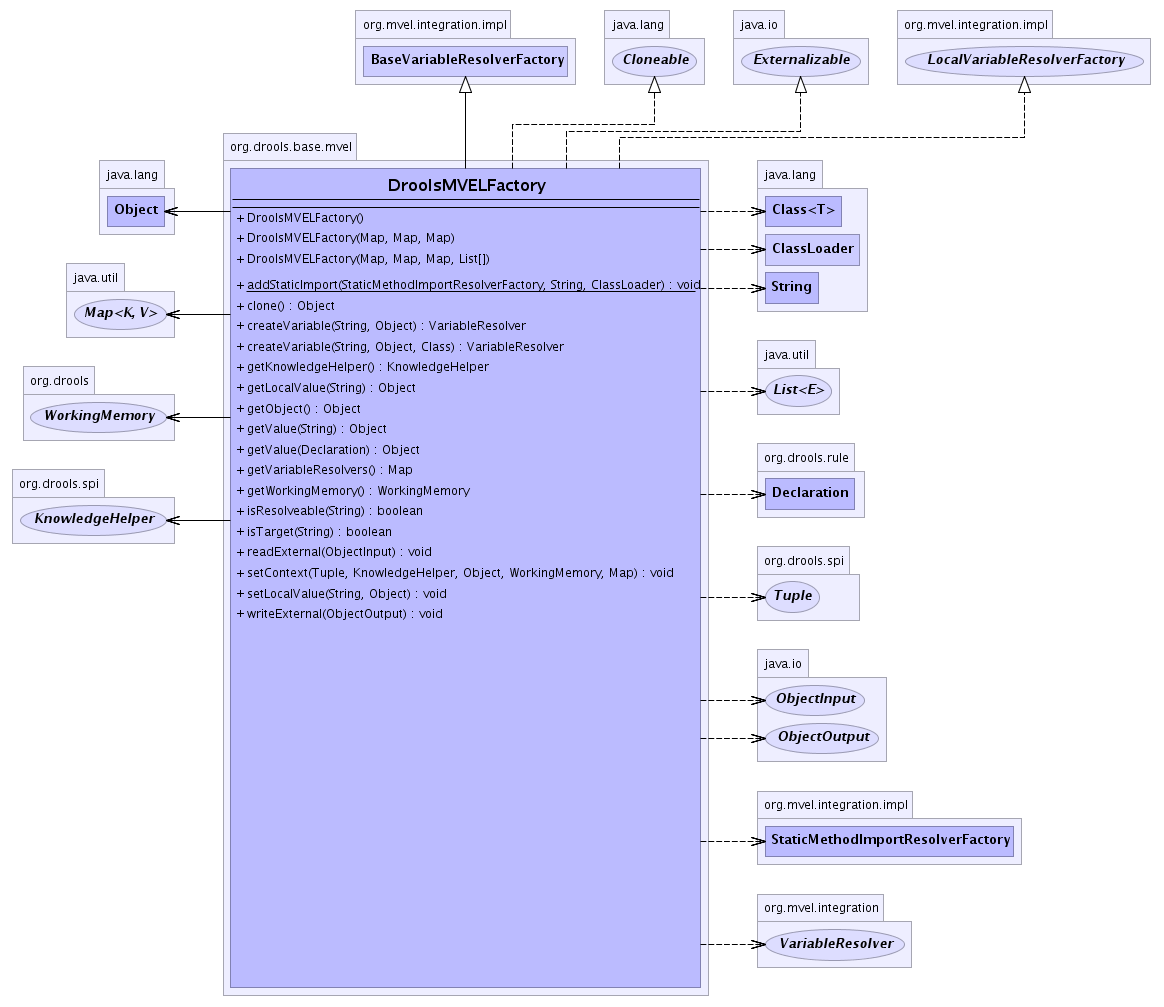 org.mvel.integration.impl
BaseVariableResolverFactory
java.lang
Cloneable
java.io
Externalizable
org.mvel.integration.impl
LocalVariableResolverFactory
org.drools.base.mvel
DroolsMVELFactory
+ DroolsMVELFactory()
+ DroolsMVELFactory(Map, Map, Map)
+ DroolsMVELFactory(Map, Map, Map, List[])
+ addStaticImport(StaticMethodImportResolverFactory, String, ClassLoader) : void
+ clone() : Object
+ createVariable(String, Object) : VariableResolver
+ createVariable(String, Object, Class) : VariableResolver
+ getKnowledgeHelper() : KnowledgeHelper
+ getLocalValue(String) : Object
+ getObject() : Object
+ getValue(String) : Object
+ getValue(Declaration) : Object
+ getVariableResolvers() : Map
+ getWorkingMemory() : WorkingMemory
+ isResolveable(String) : boolean
+ isTarget(String) : boolean
+ readExternal(ObjectInput) : void
+ setContext(Tuple, KnowledgeHelper, Object, WorkingMemory, Map) : void
+ setLocalValue(String, Object) : void
+ writeExternal(ObjectOutput) : void
java.lang
Object
java.util
Map<K, V>
org.drools
WorkingMemory
org.drools.spi
KnowledgeHelper
java.lang
Class<T>
ClassLoader
String
java.util
List<E>
org.drools.rule
Declaration
org.drools.spi
Tuple
java.io
ObjectInput
ObjectOutput
org.mvel.integration.impl
StaticMethodImportResolverFactory
org.mvel.integration
VariableResolver